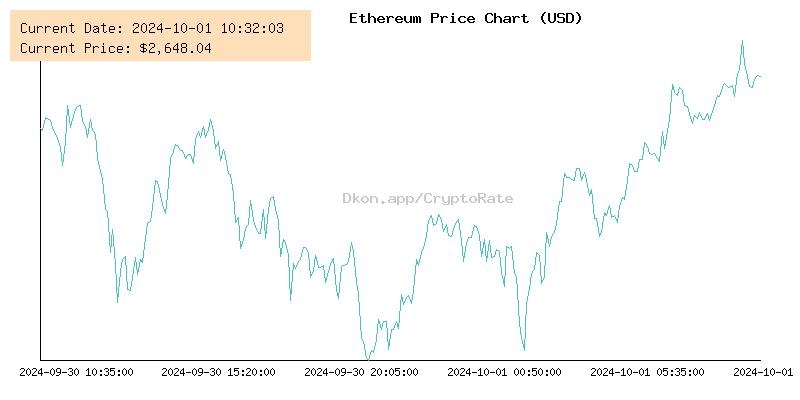 Ethereum Price Chart (USD)
Current Date: 2024-10-01 10:32:03
Current Price: $2,648.04
Dkon.app/CryptoRate
2024-09-30 10:35:00
2024-09-30 15:20:00
2024-09-30 20:05:00
2024-10-01 00:50:00
2024-10-01 05:35:00
2024-10-01